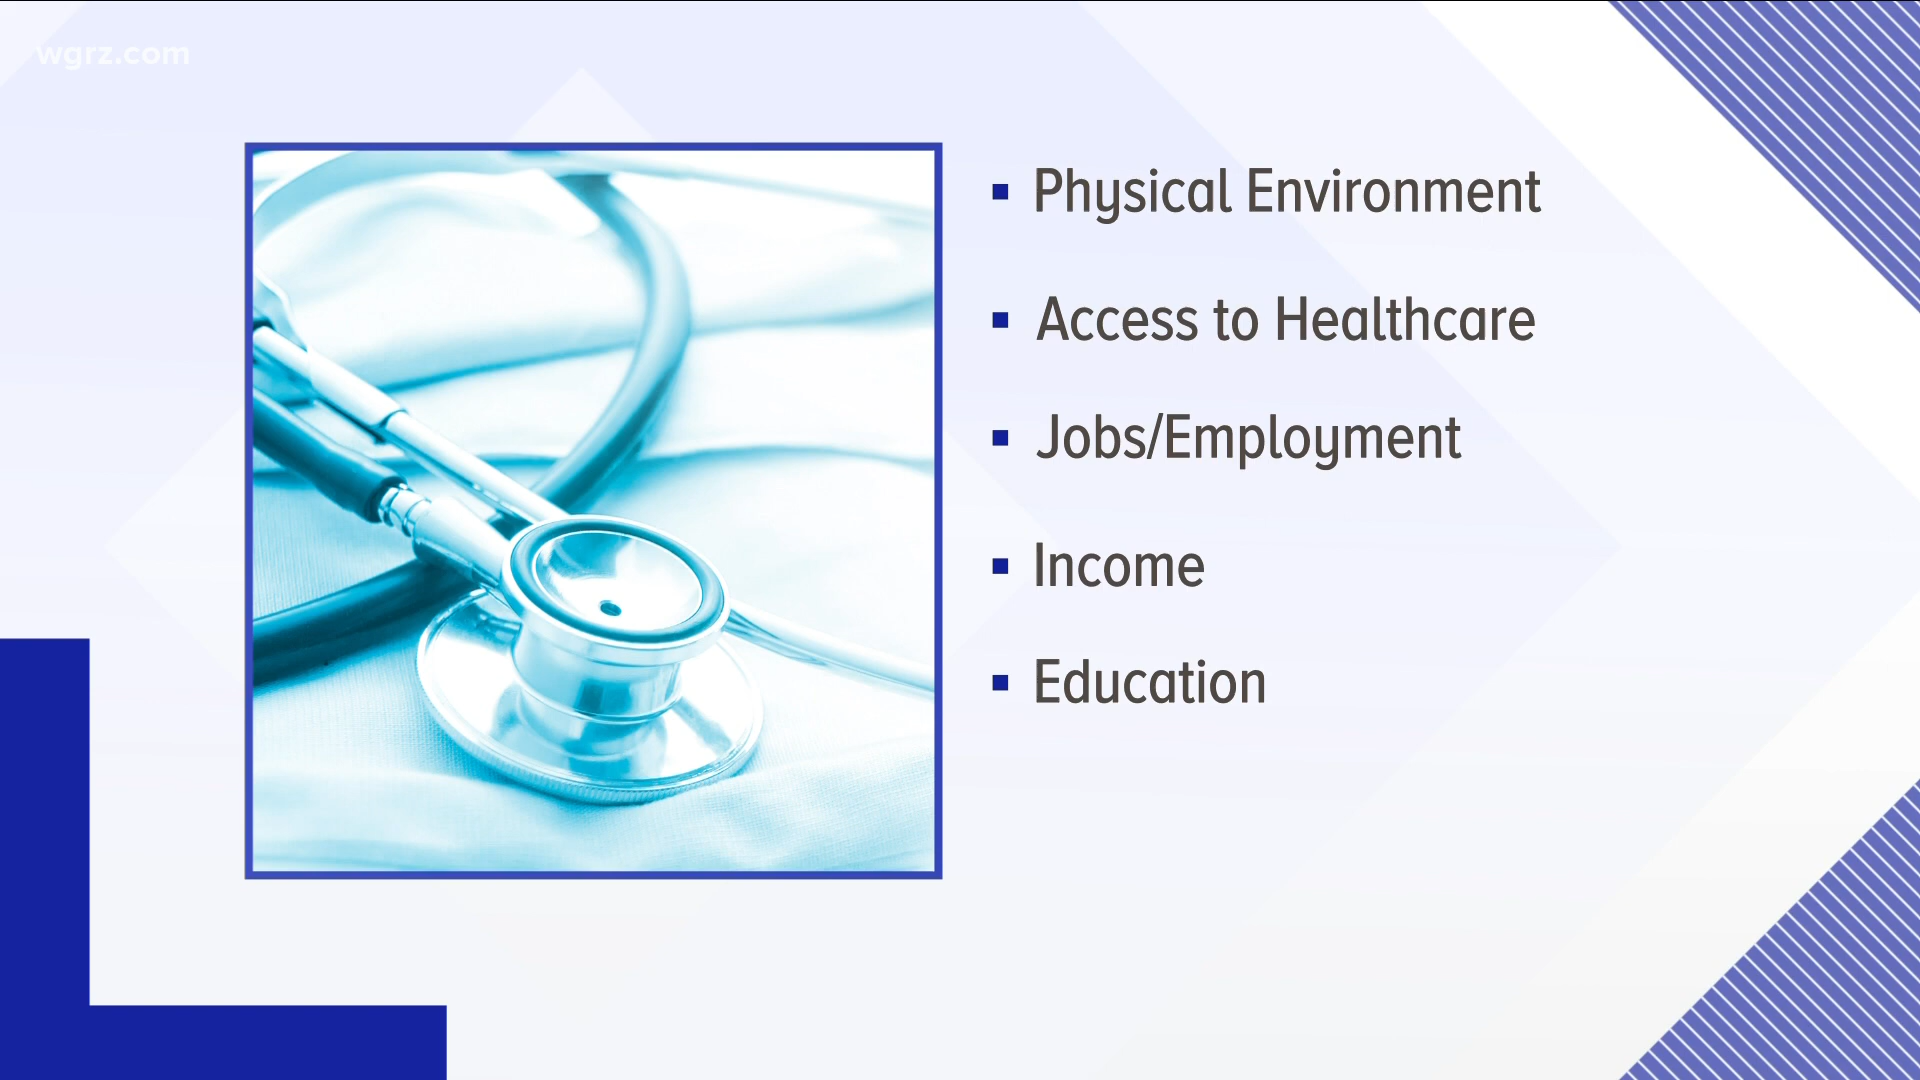 wgrz.com
Physical Environment
Access to Healthcare
Jobs/Employment
Income
Education